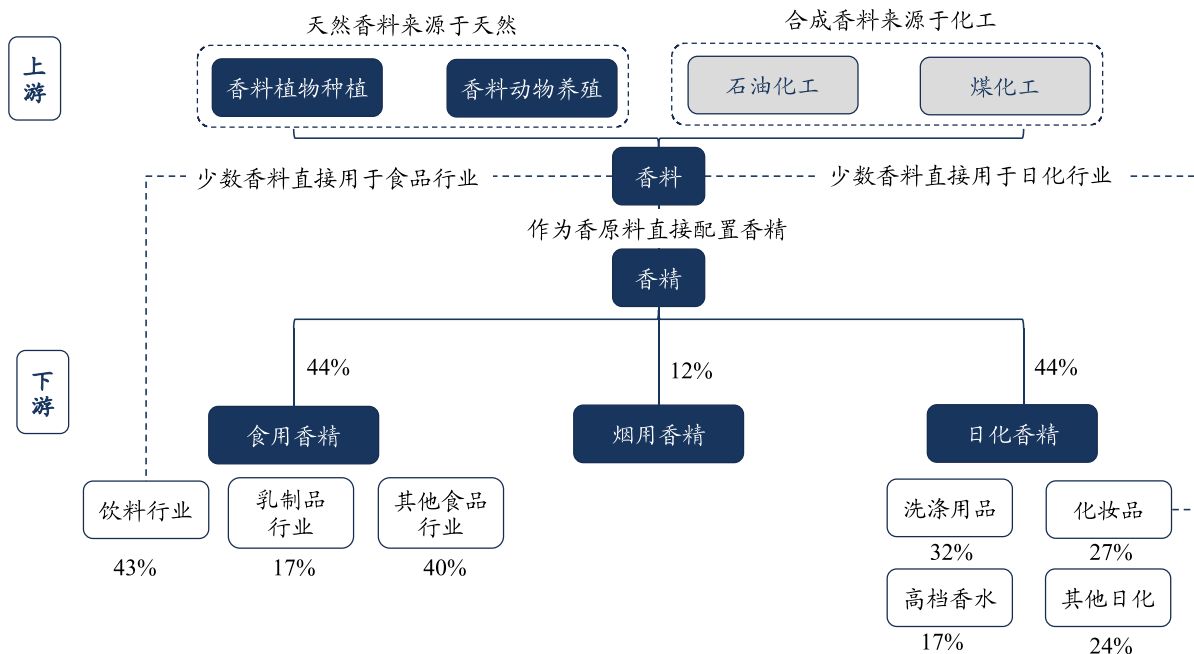 天然香料来源于天然
合成香料来源于化工
上
游
香料植物种植
香料动物养殖
石油化工
煤化工
少数香料直接用于食品行业
香料
少数香料直接用于日化行业
作为香原料直接配置香精
香精
下
游
44%
12%
44%
食用香精
烟用香精
日化香精
饮料行业
乳制品
行业
其他食品
行业
43%
17%
40%
洗涤用品
化妆品
32%
27%
高档香水
其他日化
17%
24%